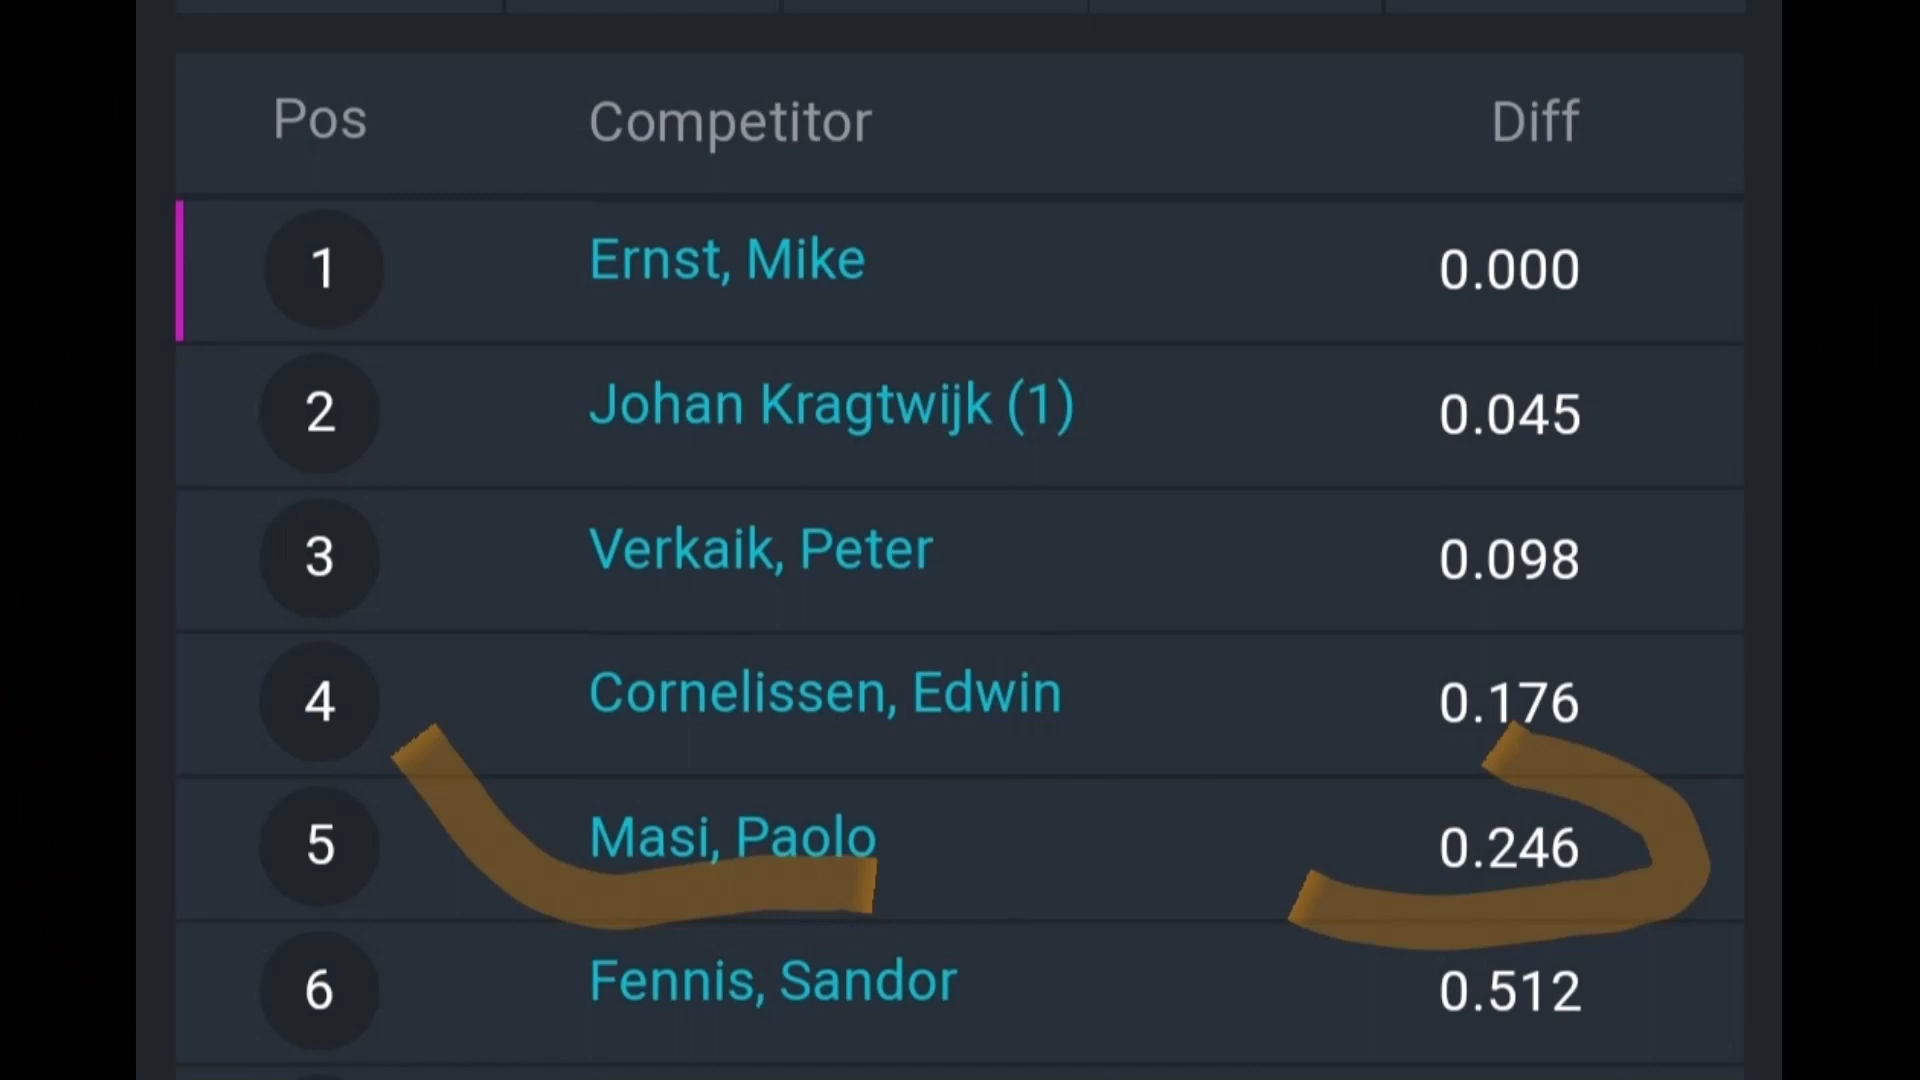 Pos Competitor Diff
1 Ernst, Mike 0.000
2 Johan Kragtwijk (1) 0.045
3 Verkaik, Peter 0.098
4 Cornelissen, Edwin 0.176
5 Masi, Paolo 0.246
6 Fennis, Sandor 0.512